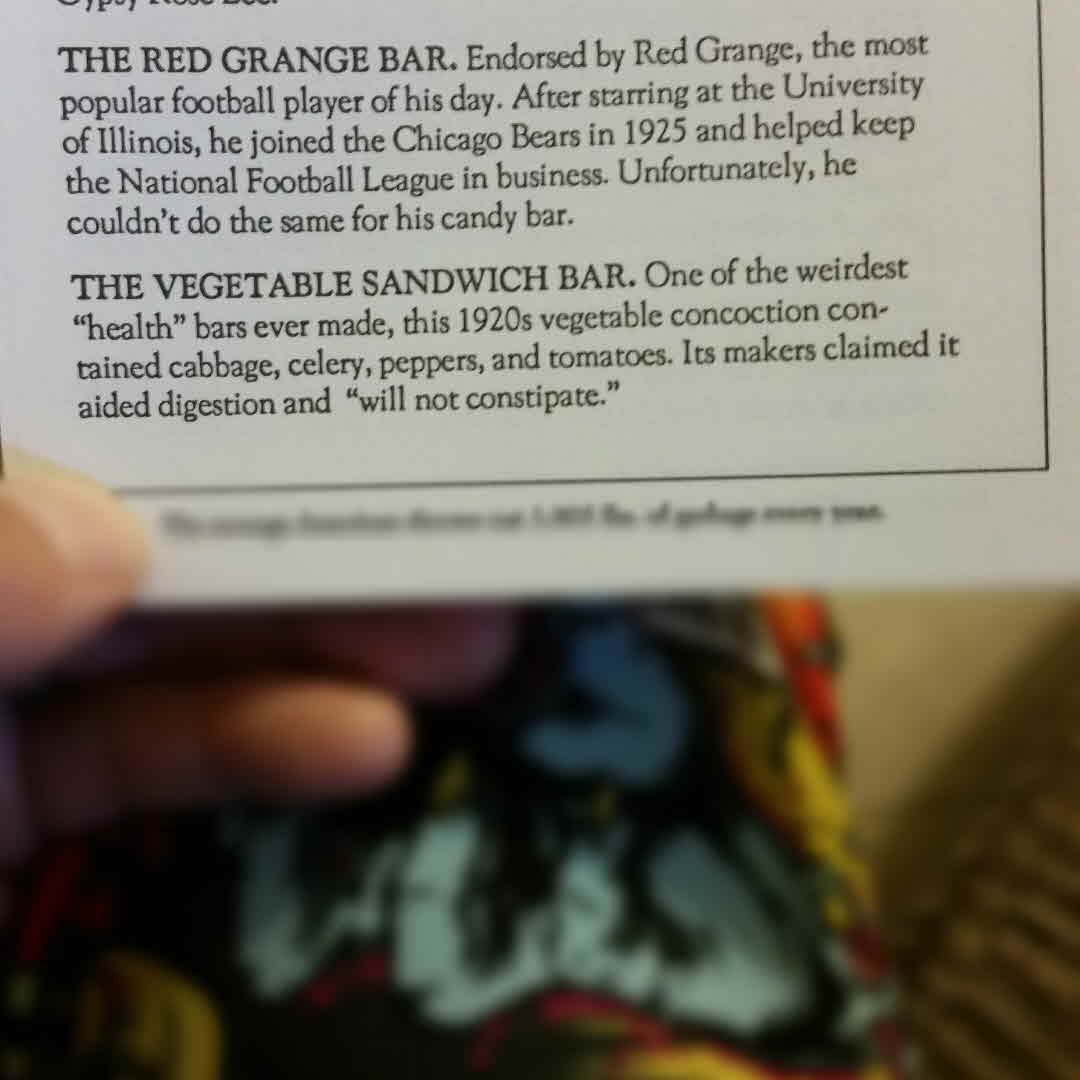 THE RED GRANGE BAR. Endorsed by Red Grange, the most
popular football player of his day. After starring at the University
of Illinois, he joined the Chicago Bears in 1925 and helped keep
the National Football League in business. Unfortunately, he
couldn't do the same for his candy bar.
THE VEGETABLE SANDWICH BAR. One of the weirdest
“health” bars ever made, this 1920s vegetable concoction con-
tained cabbage, celery, peppers, and tomatoes. Its makers claimed it
aided digestion and “will not constipate.”
of garbage every year.